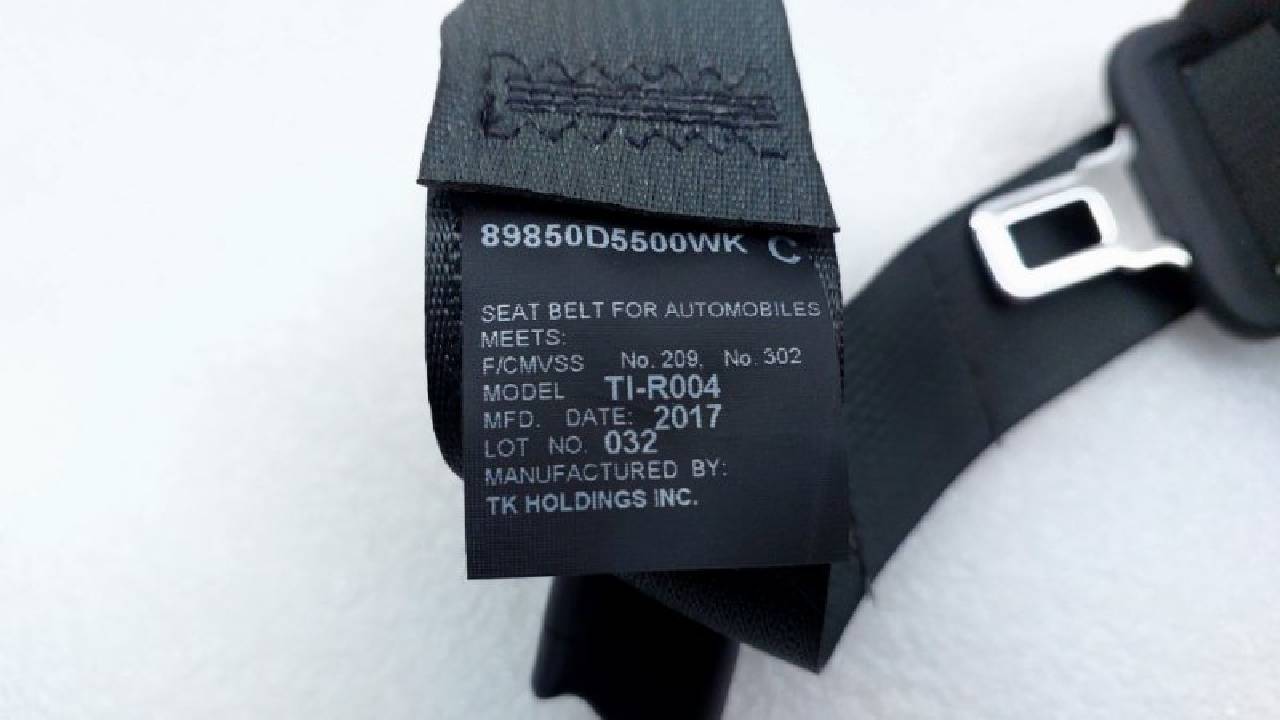 89850D5500WK C
SEAT BELT FOR AUTOMOBILES
MEETS:
F/CMVSS No. 209, No. 302
MODEL TI-R004
MFD. DATE: 2017
LOT NO. 032
MANUFACTURED BY:
TK HOLDINGS INC.